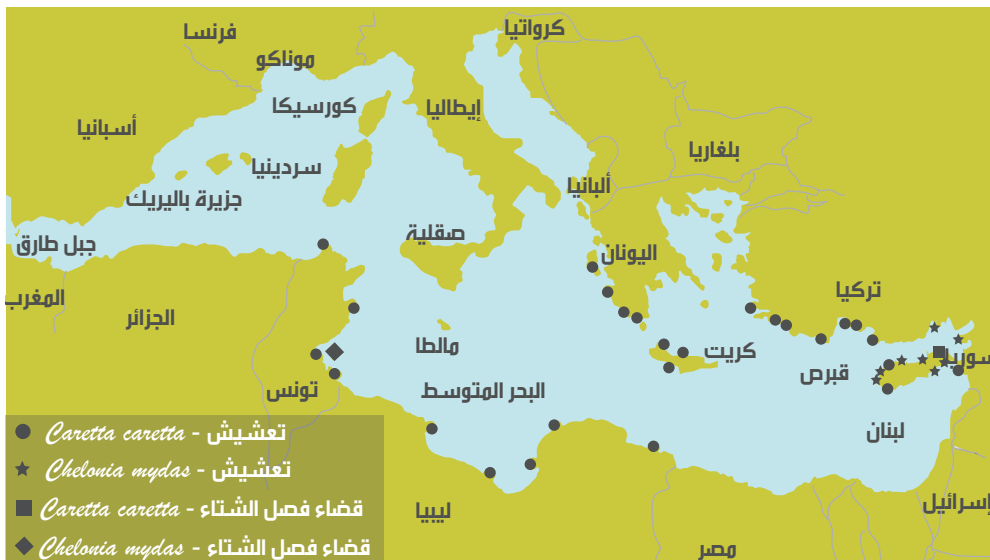 فرنسا
كرواتيا
موناكو
كورسيكا
إيطاليا
أسبانيا
بلغاريا
سردينيا
ألبانيا
جزيرة باليريك
صقلية
جبل طارق
اليونان
المغرب
تركيا
الجزائر
مالطا
كريت
سوريا
قبرص
تونس
البحر المتوسط
لبنان
Caretta caretta - تعشيش
Chelonia mydas - تعشيش
Caretta caretta - قضاء فصل الشتاء
Chelonia mydas - قضاء فصل الشتاء
ليبيا
إسرائيل
مصر